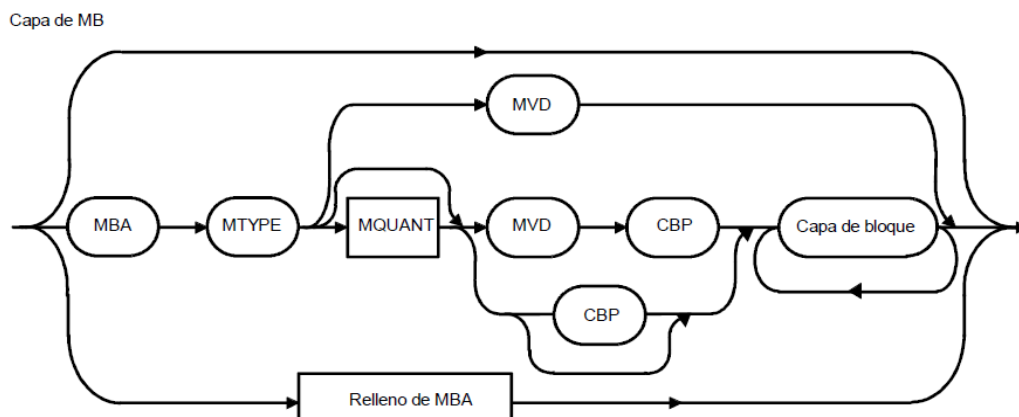 Capa de MB
MVD
MBA
MTYPE
MQUANT
MVD
CBP
Capa de bloque
CBP
Relleno de MBA